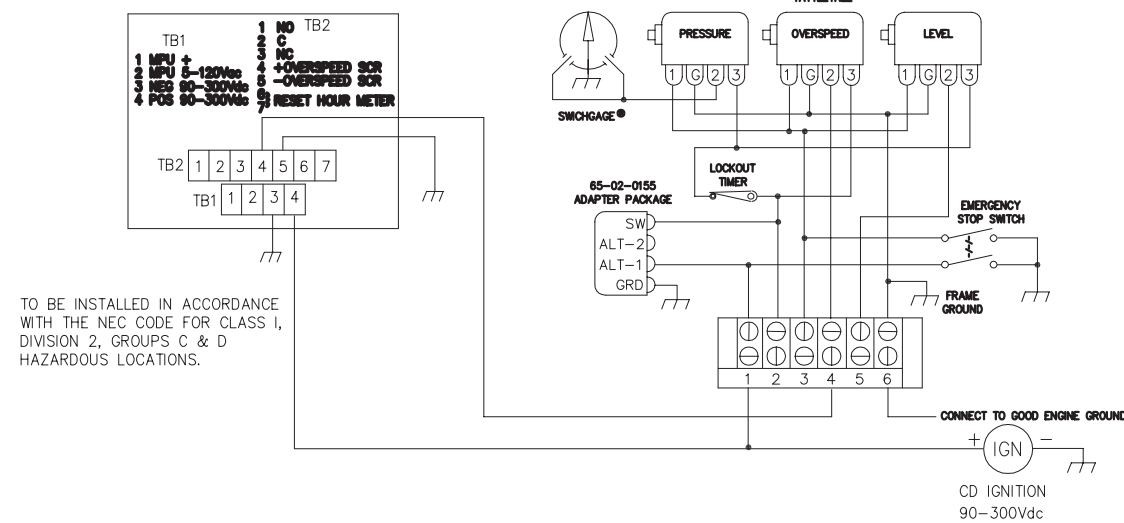 TB1
1 MPU +
2 MPU 5-120Vac
3 NEG 90-300Vdc
4 POS 90-300Vdc
TB2
1 NO
2 C
3 NC
4 +OVERSPEED SCR
5 -OVERSPEED SCR
6
7 RESET HOUR METER
TB2 1 2 3 4 5 6 7
TB1 1 2 3 4
TO BE INSTALLED IN ACCORDANCE
WITH THE NEC CODE FOR CLASS I,
DIVISION 2, GROUPS C & D
HAZARDOUS LOCATIONS.
SWICHGAGE
PRESSURE
1 G 2 3
OVERSPEED
1 G 2 3
LEVEL
1 G 2 3
LOCKOUT
TIMER
65-02-0155
ADAPTER PACKAGE
SW
ALT-2
ALT-1
GRD
EMERGENCY
STOP SWITCH
FRAME
GROUND
1 2 3 4 5 6
CONNECT TO GOOD ENGINE GROUND
+ IGN -
CD IGNITION
90-300Vdc